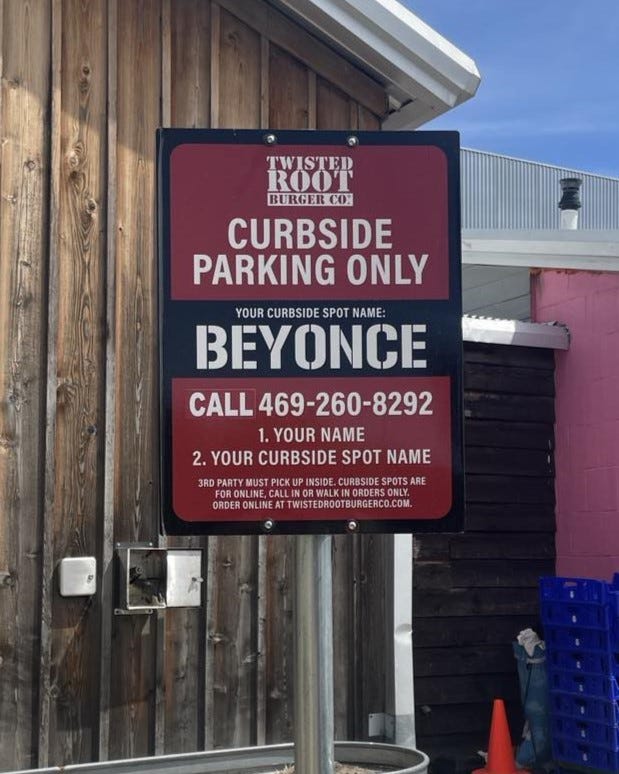 TWISTED
ROOT
BURGER CO.
CURBSIDE
PARKING ONLY
YOUR CURBSIDE SPOT NAME:
BEYONCE
CALL 469-260-8292
1. YOUR NAME
2. YOUR CURBSIDE SPOT NAME
3RD PARTY MUST PICK UP INSIDE. CURBSIDE SPOTS ARE
FOR ONLINE, CALL IN OR WALK IN ORDERS ONLY.
ORDER ONLINE AT TWISTEDROOTBURGERCO.COM.